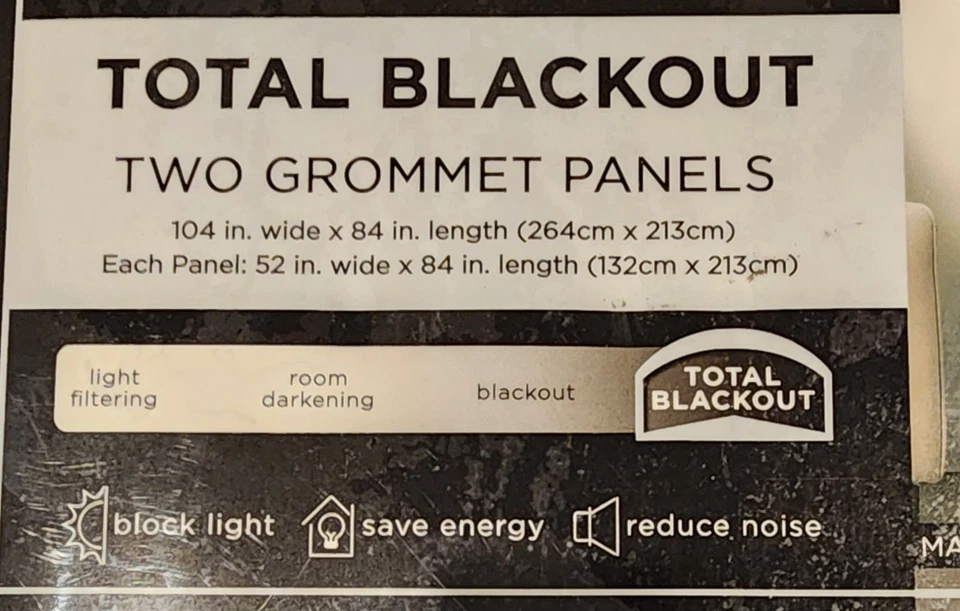 TOTAL BLACKOUT
TWO GROMMET PANELS
104 in. wide x 84 in. length (264cm x 213cm)
Each Panel: 52 in. wide x 84 in. length (132cm x 213cm)
light
filtering
room
darkening
blackout
TOTAL
BLACKOUT
block light
save energy
reduce noise